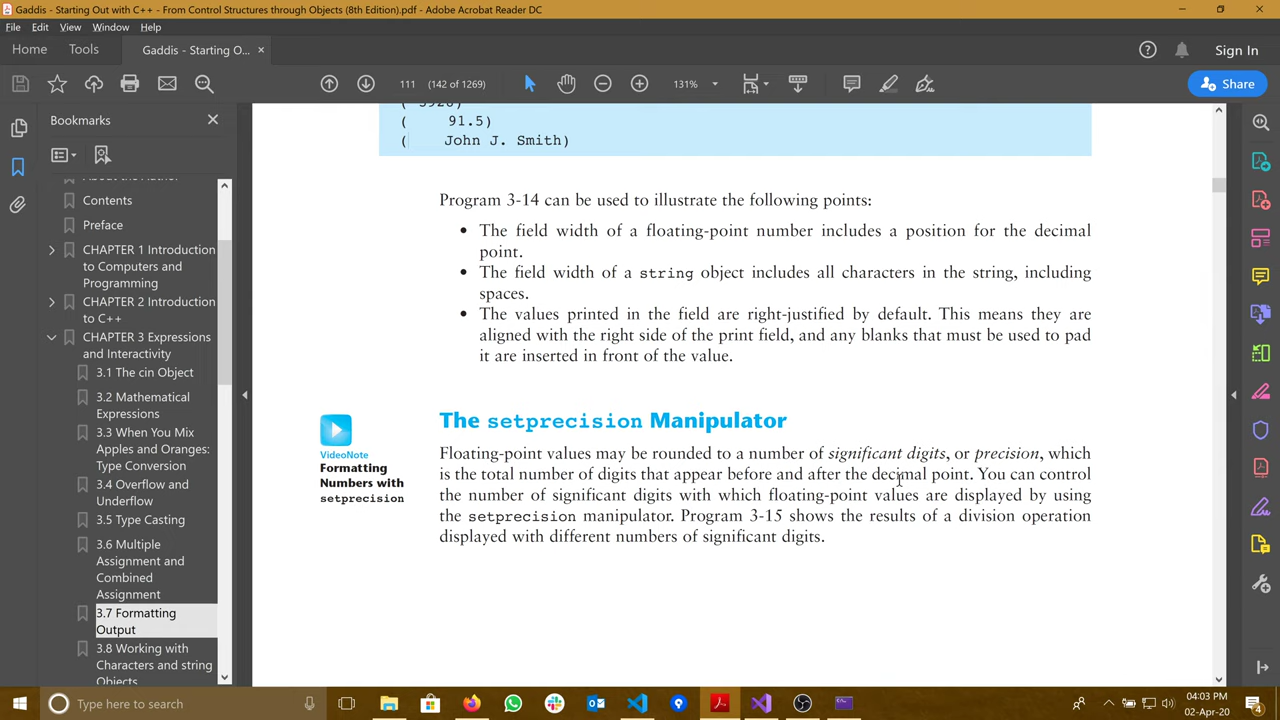 Gaddis - Starting Out with C++ - From Control Structures through Objects (8th Edition).pdf - Adobe Acrobat Reader DC
File Edit View Window Help
Home Tools Gaddis - Starting O... × Sign In
111 (142 of 1269) 131% Share
Bookmarks
About the Author
Contents
Preface
CHAPTER 1 Introduction
to Computers and
Programming
CHAPTER 2 Introduction
to C++
CHAPTER 3 Expressions
and Interactivity
3.1 The cin Object
3.2 Mathematical
Expressions
3.3 When You Mix
Apples and Oranges:
Type Conversion
3.4 Overflow and
Underflow
3.5 Type Casting
3.6 Multiple
Assignment and
Combined
Assignment
3.7 Formatting
Output
3.8 Working with
Characters and string
Objects
( 5928)
( 91.5)
( John J. Smith)
Program 3-14 can be used to illustrate the following points:
• The field width of a floating-point number includes a position for the decimal
point.
• The field width of a string object includes all characters in the string, including
spaces.
• The values printed in the field are right-justified by default. This means they are
aligned with the right side of the print field, and any blanks that must be used to pad
it are inserted in front of the value.
The setprecision Manipulator
VideoNote
Formatting
Numbers with
setprecision
Floating-point values may be rounded to a number of significant digits, or precision, which
is the total number of digits that appear before and after the decimal point. You can control
the number of significant digits with which floating-point values are displayed by using
the setprecision manipulator. Program 3-15 shows the results of a division operation
displayed with different numbers of significant digits.
Type here to search
04:03 PM
02-Apr-20
4